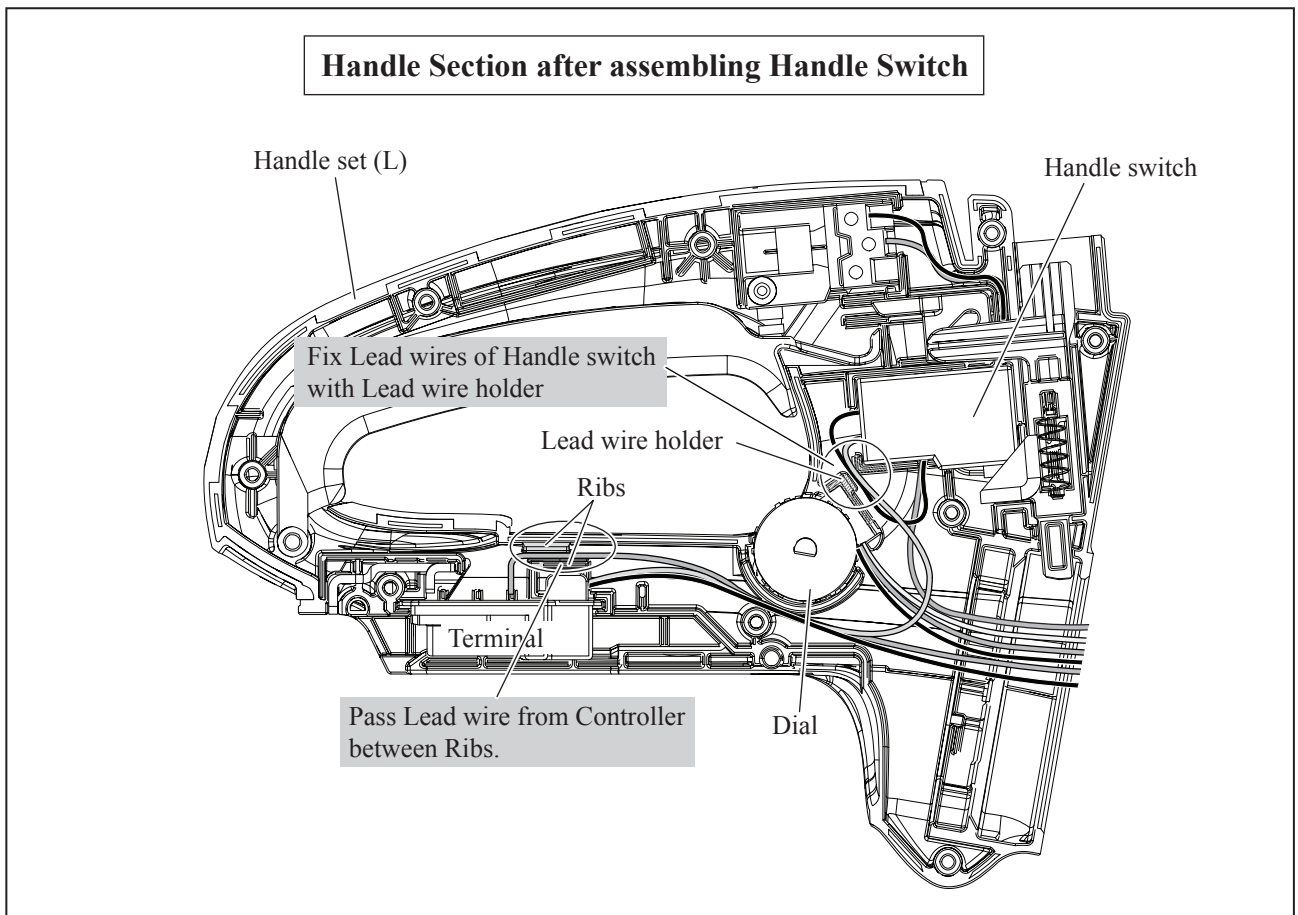 Handle Section after assembling Handle Switch
Handle set (L)
Handle switch
Fix Lead wires of Handle switch
with Lead wire holder
Lead wire holder
Ribs
Terminal
Pass Lead wire from Controller
between Ribs.
Dial